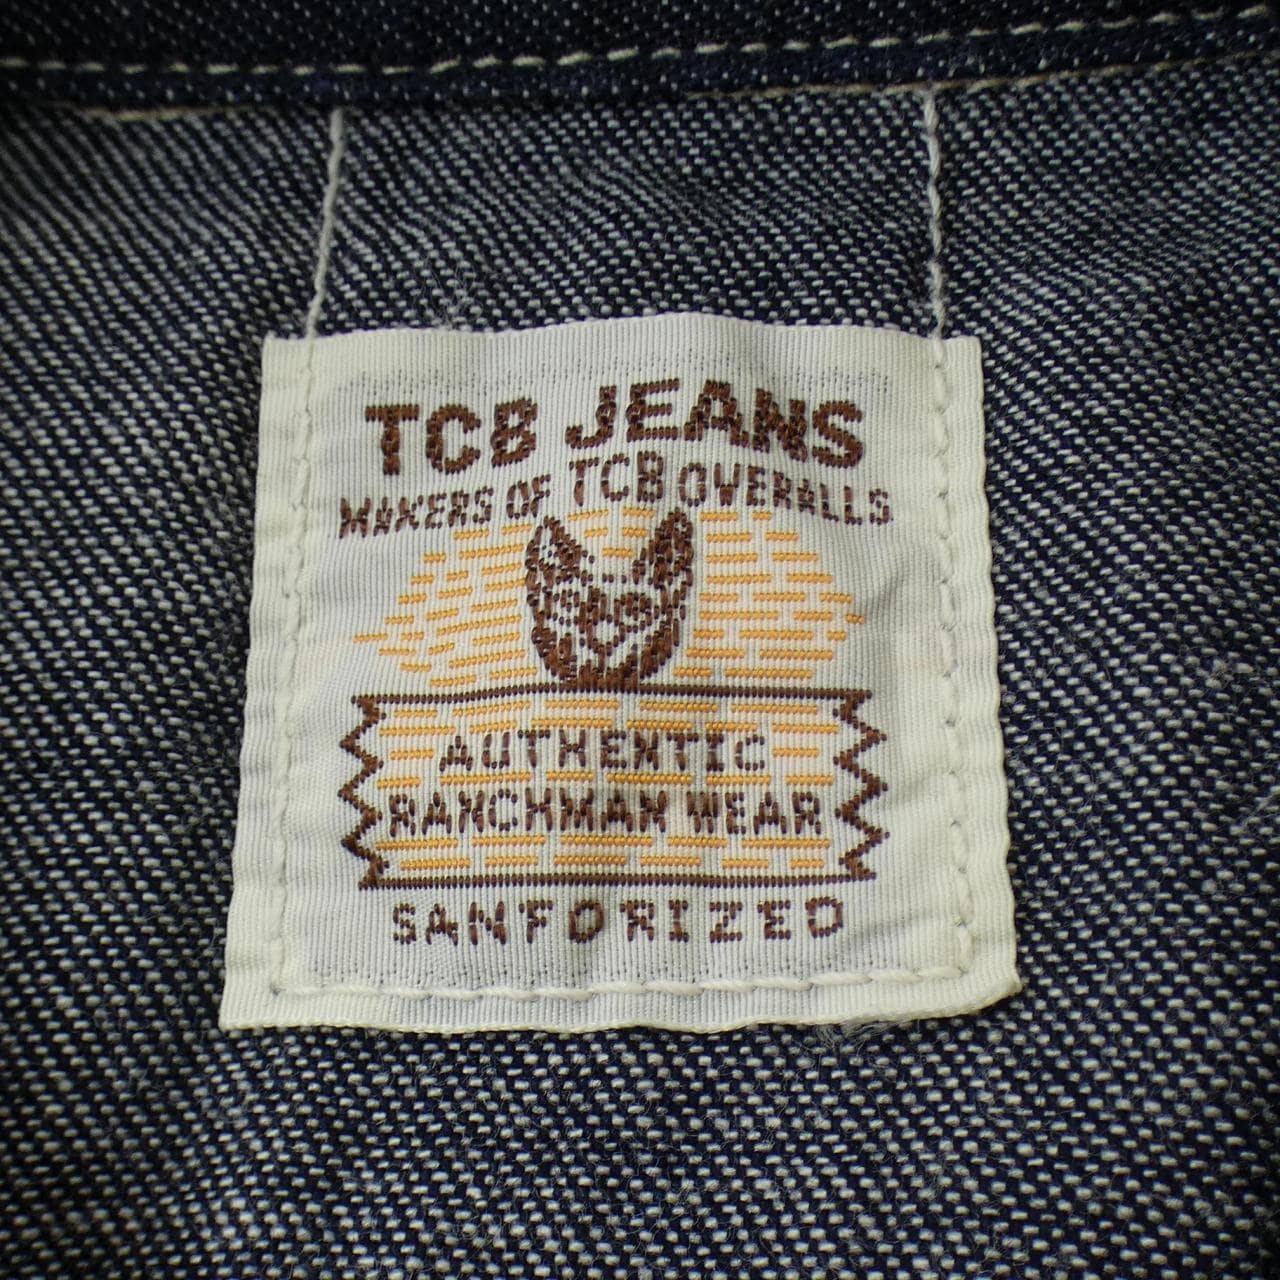 TCB JEANS
MAKERS OF TCB OVERALLS
AUTHENTIC
RANCHMAN WEAR
SANFORIZED